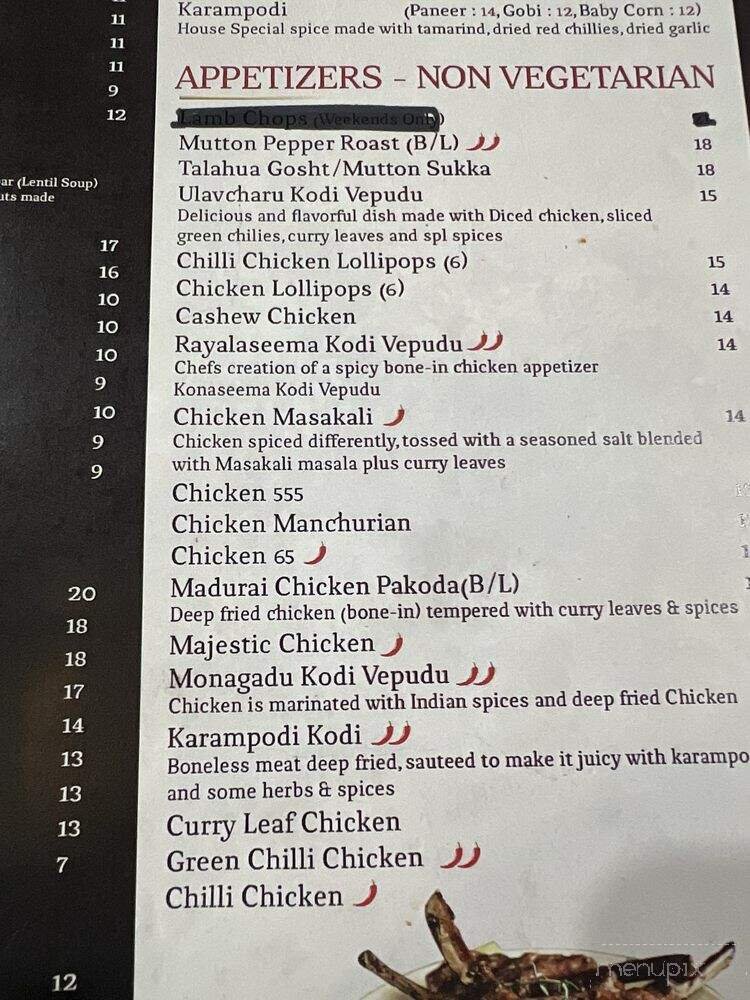 11
11
11
9
12
ar (Lentil Soup)
uts made
17
16
10
10
10
9
10
9
9
20
18
18
17
14
13
13
13
7
12
Karampodi (Paneer : 14, Gobi : 12, Baby Corn : 12)
House Special spice made with tamarind, dried red chillies, dried garlic
APPETIZERS - NON VEGETARIAN
Lamb Chops (Weekends Only)
Mutton Pepper Roast (B/L) 18
Talahua Gosht/Mutton Sukka 18
Ulavcharu Kodi Vepudu 15
Delicious and flavorful dish made with Diced chicken, sliced
green chilies, curry leaves and spl spices
Chilli Chicken Lollipops (6) 15
Chicken Lollipops (6) 14
Cashew Chicken 14
Rayalaseema Kodi Vepudu 14
Chefs creation of a spicy bone-in chicken appetizer
Konaseema Kodi Vepudu
Chicken Masakali 14
Chicken spiced differently, tossed with a seasoned salt blended
with Masakali masala plus curry leaves
Chicken 555
Chicken Manchurian
Chicken 65
Madurai Chicken Pakoda(B/L)
Deep fried chicken (bone-in) tempered with curry leaves & spices
Majestic Chicken
Monagadu Kodi Vepudu
Chicken is marinated with Indian spices and deep fried Chicken
Karampodi Kodi
Boneless meat deep fried, sauteed to make it juicy with karampo
and some herbs & spices
Curry Leaf Chicken
Green Chilli Chicken
Chilli Chicken
menupix